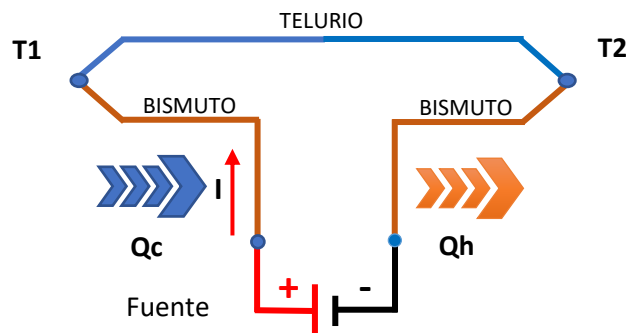 TELURIO
T1
T2
BISMUTO
BISMUTO
I
Qc
Qh
+
-
Fuente